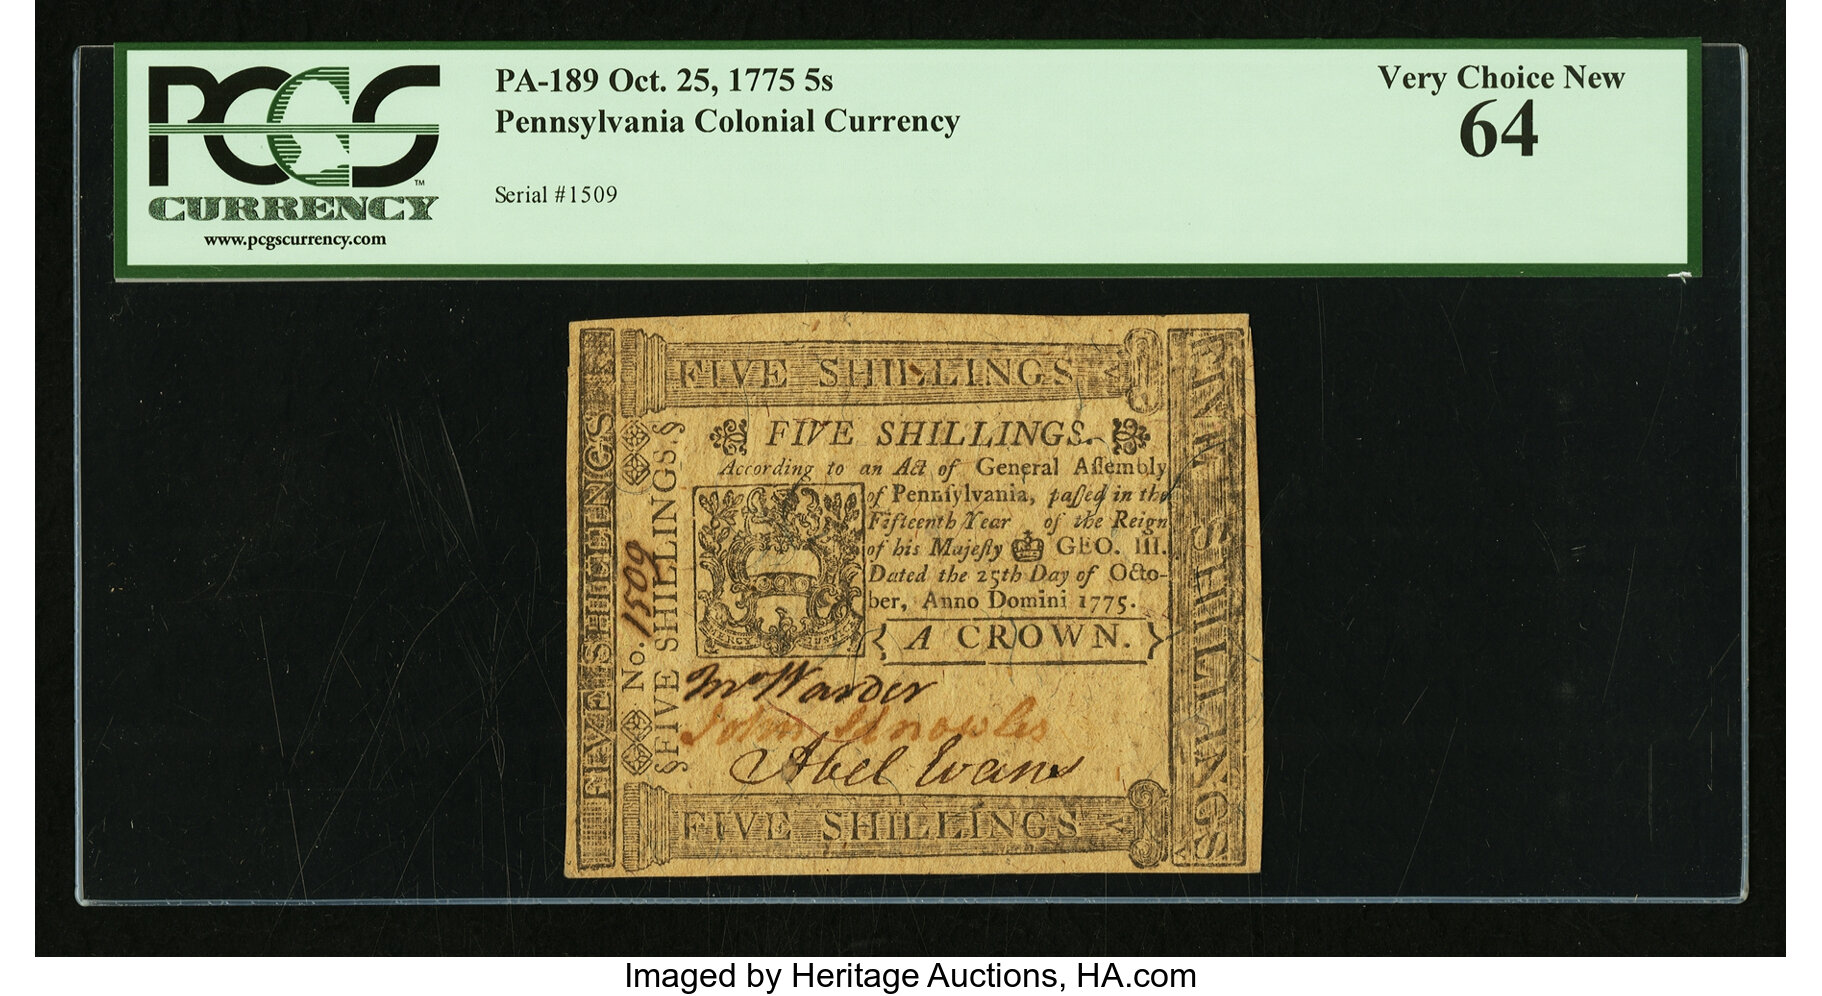 PCGS™
CURRENCY
www.pcgscurrency.com
PA-189 Oct. 25, 1775 5s
Pennsylvania Colonial Currency
Serial #1509
Very Choice New
64
FIVE SHILLINGS
FIVE SHILLINGS.
According to an Act of General Aſſembly
of Pennſylvania, paſſed in the
Fifteenth Year of the Reign
of his Majeſty GEO. III.
Dated the 25th Day of Octo-
ber, Anno Domini 1775.
{ A CROWN. }
FIVE SHILLINGS
No. 1509
§FIVE SHILLINGS.§
FIVE SHILLINGS
John Knowles
Abel Evans
FIVE SHILLINGS
Imaged by Heritage Auctions, HA.com